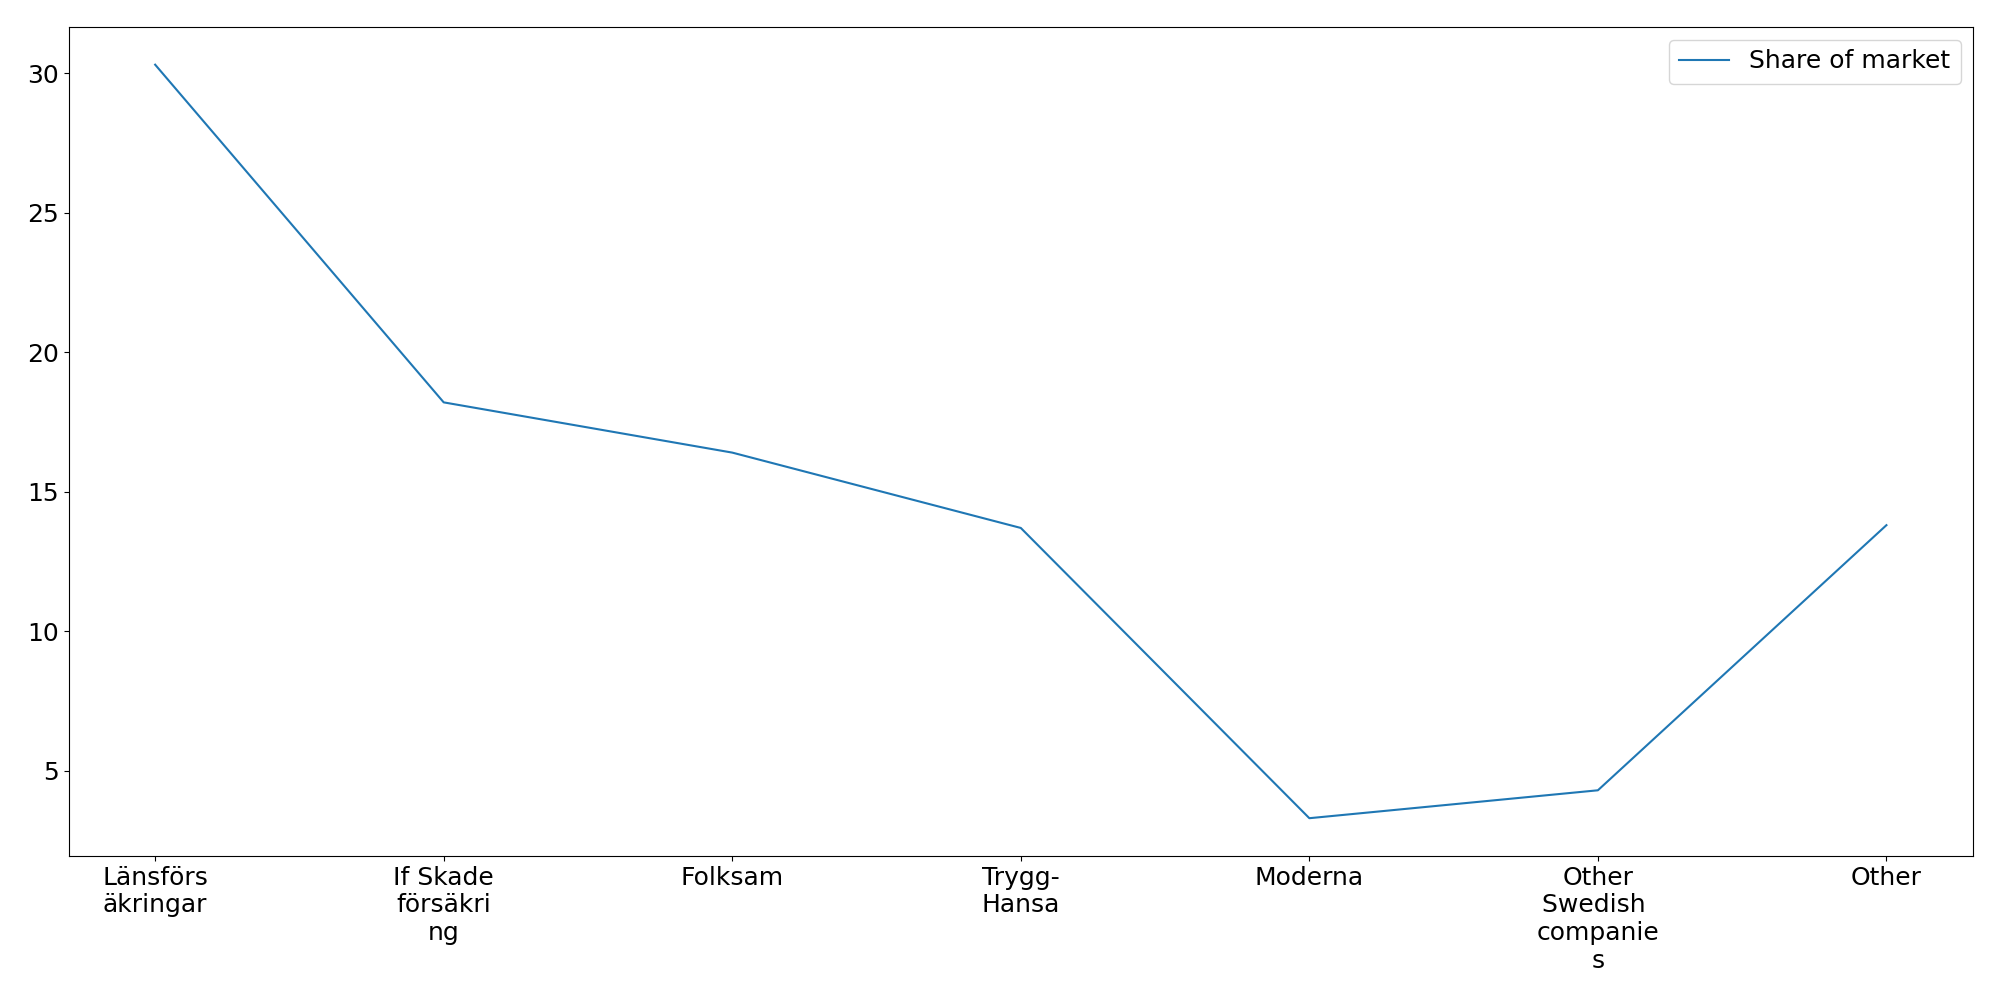 Share of market
30
25
20
15
10
5
Länsförs
äkringar
If Skade
försäkri
ng
Folksam
Trygg-
Hansa
Moderna
Other
Swedish
companie
s
Other